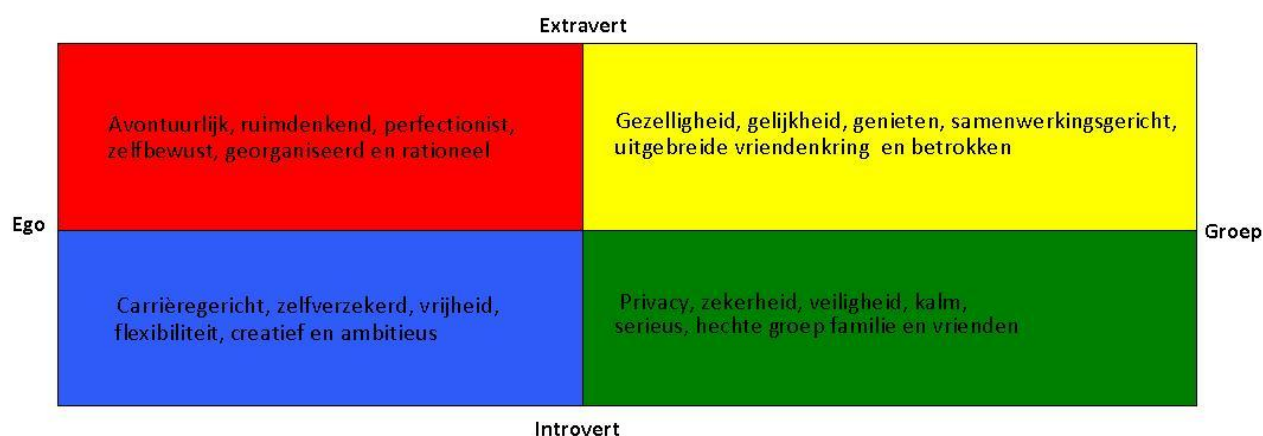 Extravert
Avontuurlijk, ruimdenkend, perfectionist,
zelfbewust, georganiseerd en rationeel
Gezelligheid, gelijkheid, genieten, samenwerkingsgericht,
uitgebreide vriendenkring en betrokken
Ego
Groep
Carrièregericht, zelfverzekerd, vrijheid,
flexibiliteit, creatief en ambitieus
Privacy, zekerheid, veiligheid, kalm,
serieus, hechte groep familie en vrienden
Introvert